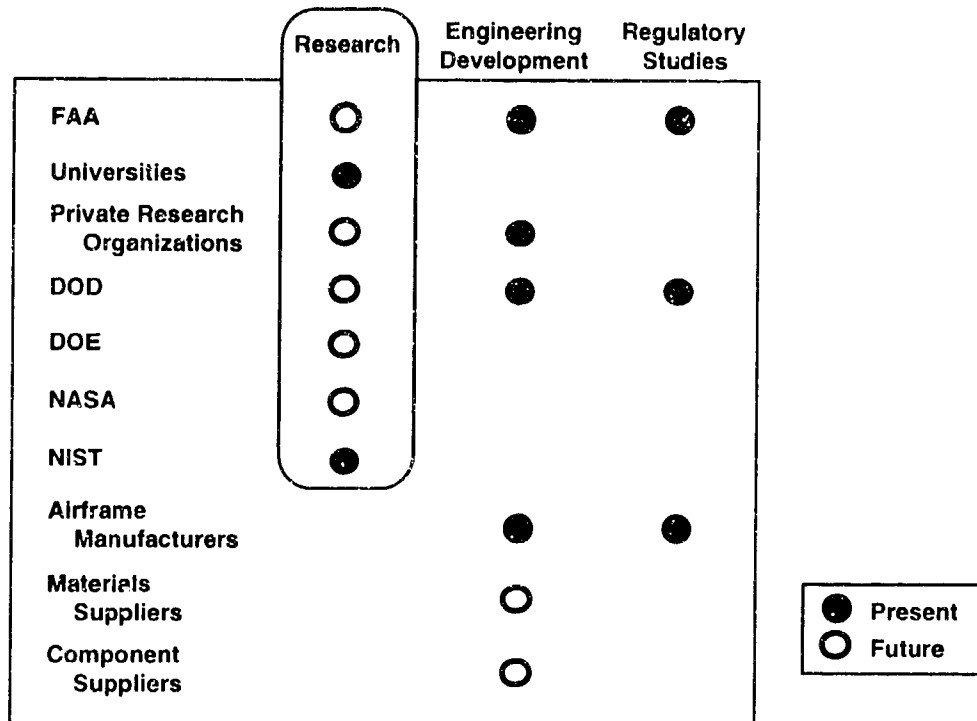 Research
Engineering
Development
Regulatory
Studies
FAA
Universities
Private Research
Organizations
DOD
DOE
NASA
NIST
Airframe
Manufacturers
Materials
Suppliers
Component
Suppliers
Present
Future